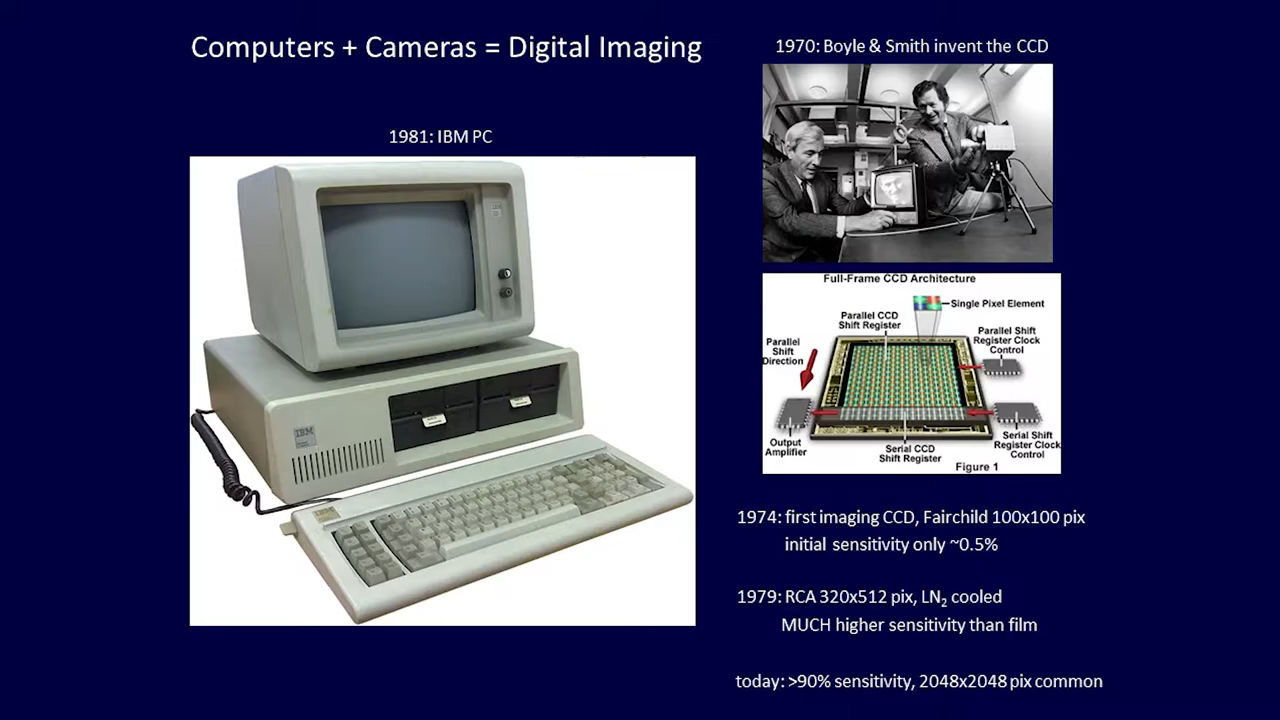 Computers + Cameras = Digital Imaging
1981: IBM PC
IBM
1970: Boyle & Smith invent the CCD
Full-Frame CCD Architecture
Single Pixel Element
Parallel CCD
Shift Register
Parallel Shift
Register Clock
Control
Parallel
Shift
Direction
Output
Amplifier
Serial CCD
Shift Register
Serial Shift
Register Clock
Control
Figure 1
1974: first imaging CCD, Fairchild 100x100 pix
initial sensitivity only ~0.5%
1979: RCA 320x512 pix, LN₂ cooled
MUCH higher sensitivity than film
today: >90% sensitivity, 2048x2048 pix common